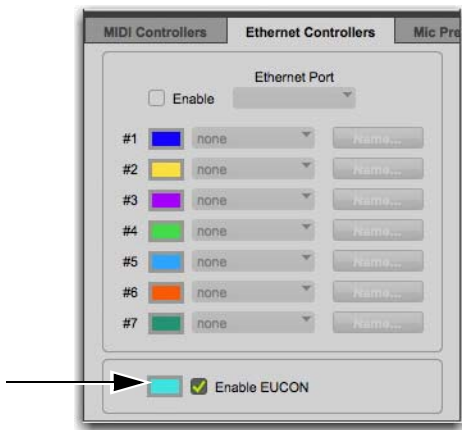 MIDI Controllers Ethernet Controllers Mic Pre
Ethernet Port
Enable
#1 none Name...
#2 none Name...
#3 none Name...
#4 none Name...
#5 none Name...
#6 none Name...
#7 none Name...
Enable EUCON